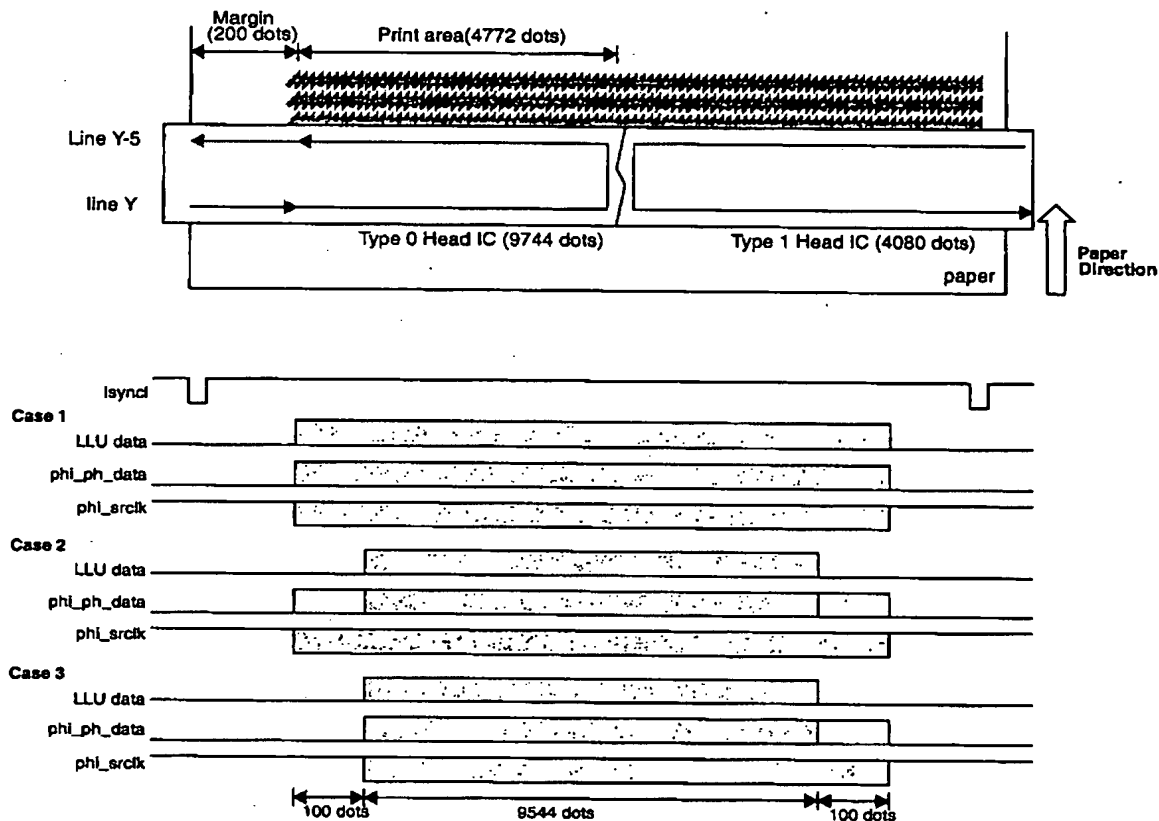 Margin
(200 dots)
Print area(4772 dots)
Line Y-5
line Y
Type 0 Head IC (9744 dots)
Type 1 Head IC (4080 dots)
Paper
Direction
paper
lsyncl
Case 1
LLU data
phi_ph_data
phi_srclk
Case 2
LLU data
phi_ph_data
phi_srclk
Case 3
LLU data
phi_ph_data
phi_srclk
100 dots
9544 dots
100 dots